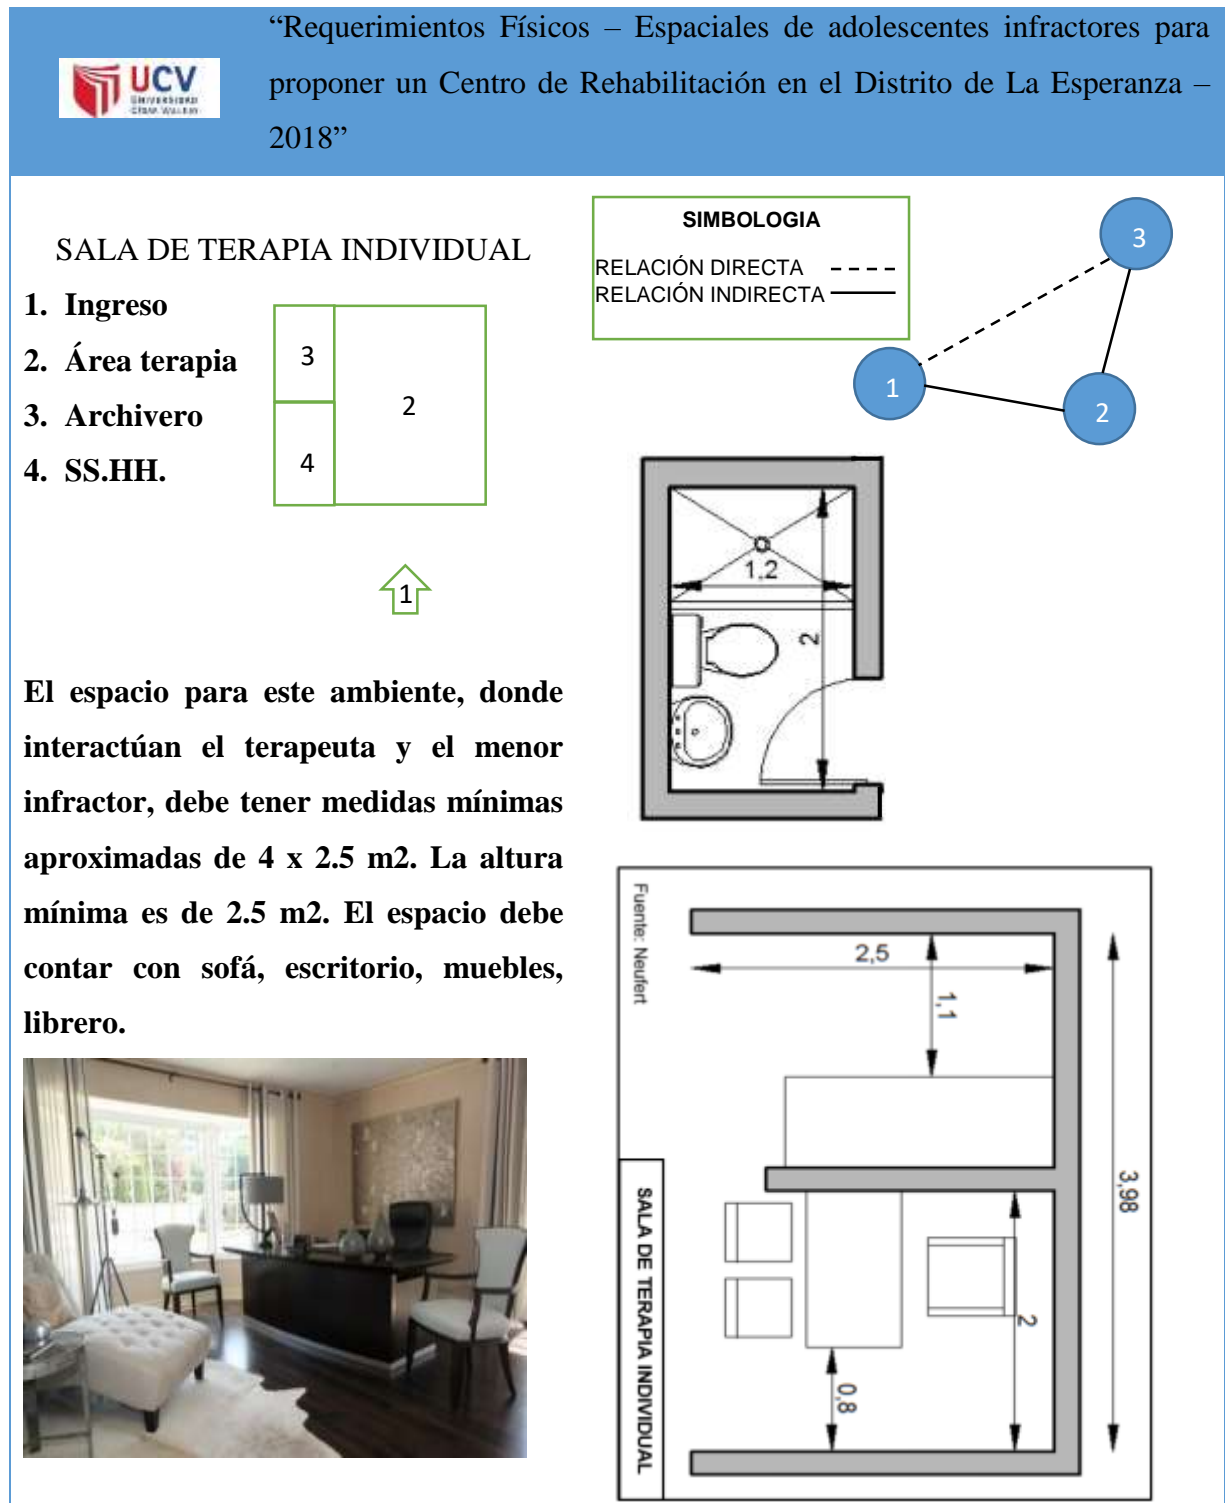 “Requerimientos Físicos – Espaciales de adolescentes infractores para
proponer un Centro de Rehabilitación en el Distrito de La Esperanza –
2018”
UCV
UNIVERSIDAD
CÉSAR VALLEJO
SALA DE TERAPIA INDIVIDUAL
1. Ingreso
2. Área terapia
3. Archivero
4. SS.HH.
3
2
4
1
SIMBOLOGIA
RELACIÓN DIRECTA
RELACIÓN INDIRECTA
3
1
2
1,2
2
El espacio para este ambiente, donde
interactúan el terapeuta y el menor
infractor, debe tener medidas mínimas
aproximadas de 4 x 2.5 m2. La altura
mínima es de 2.5 m2. El espacio debe
contar con sofá, escritorio, muebles,
librero.
Fuente: Neufert
2,5
1,1
3,98
2
0,8
SALA DE TERAPIA INDIVIDUAL